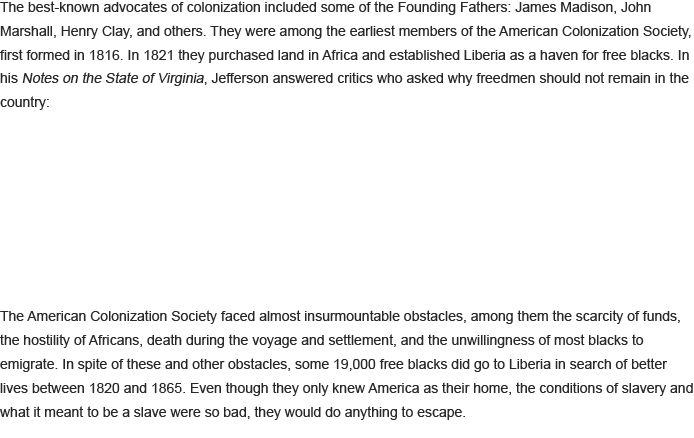 The best-known advocates of colonization included some of the Founding Fathers: James Madison, John
Marshall, Henry Clay, and others. They were among the earliest members of the American Colonization Society,
first formed in 1816. In 1821 they purchased land in Africa and established Liberia as a haven for free blacks. In
his Notes on the State of Virginia, Jefferson answered critics who asked why freedmen should not remain in the
country:
The American Colonization Society faced almost insurmountable obstacles, among them the scarcity of funds,
the hostility of Africans, death during the voyage and settlement, and the unwillingness of most blacks to
emigrate. In spite of these and other obstacles, some 19,000 free blacks did go to Liberia in search of better
lives between 1820 and 1865. Even though they only knew America as their home, the conditions of slavery and
what it meant to be a slave were so bad, they would do anything to escape.